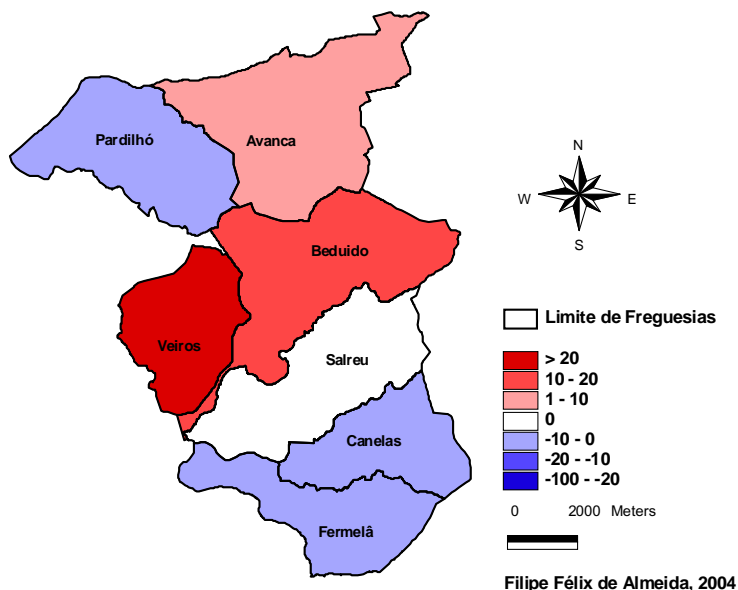 Pardilhó
Avanca
Beduido
Veiros
Salreu
Canelas
Fermelâ
N
W E
S
Limite de Freguesias
> 20
10 - 20
1 - 10
0
-10 - 0
-20 - -10
-100 - -20
0 2000 Meters
Filipe Félix de Almeida, 2004